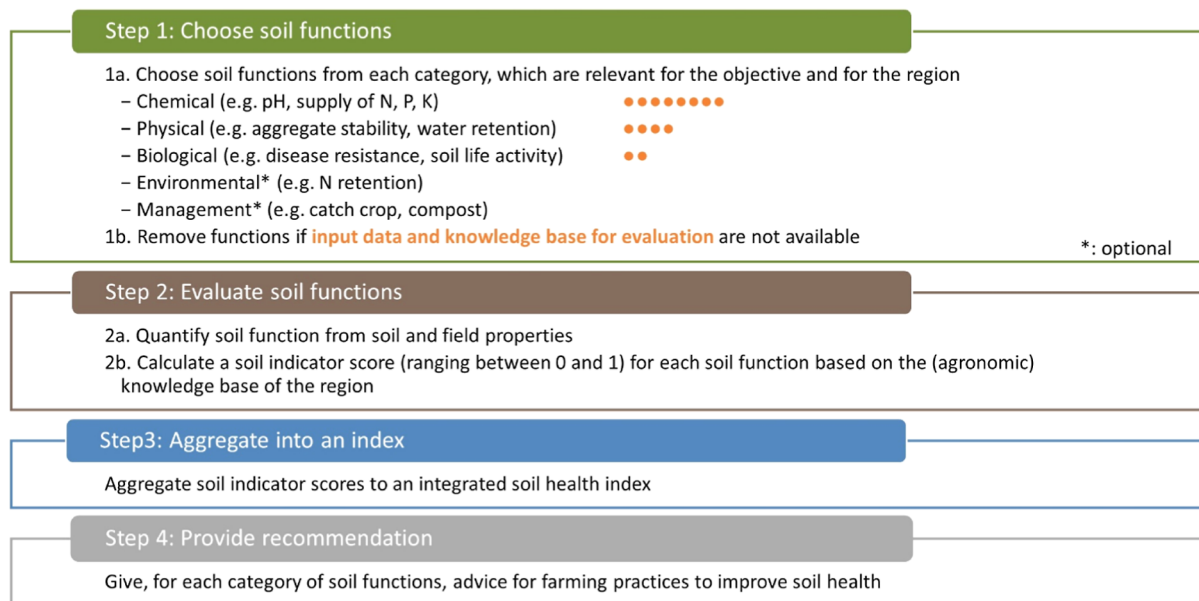 Step 1: Choose soil functions
1a. Choose soil functions from each category, which are relevant for the objective and for the region
– Chemical (e.g. pH, supply of N, P, K)
– Physical (e.g. aggregate stability, water retention)
– Biological (e.g. disease resistance, soil life activity)
– Environmental* (e.g. N retention)
– Management* (e.g. catch crop, compost)
1b. Remove functions if input data and knowledge base for evaluation are not available
*: optional
Step 2: Evaluate soil functions
2a. Quantify soil function from soil and field properties
2b. Calculate a soil indicator score (ranging between 0 and 1) for each soil function based on the (agronomic)
knowledge base of the region
Step3: Aggregate into an index
Aggregate soil indicator scores to an integrated soil health index
Step 4: Provide recommendation
Give, for each category of soil functions, advice for farming practices to improve soil health